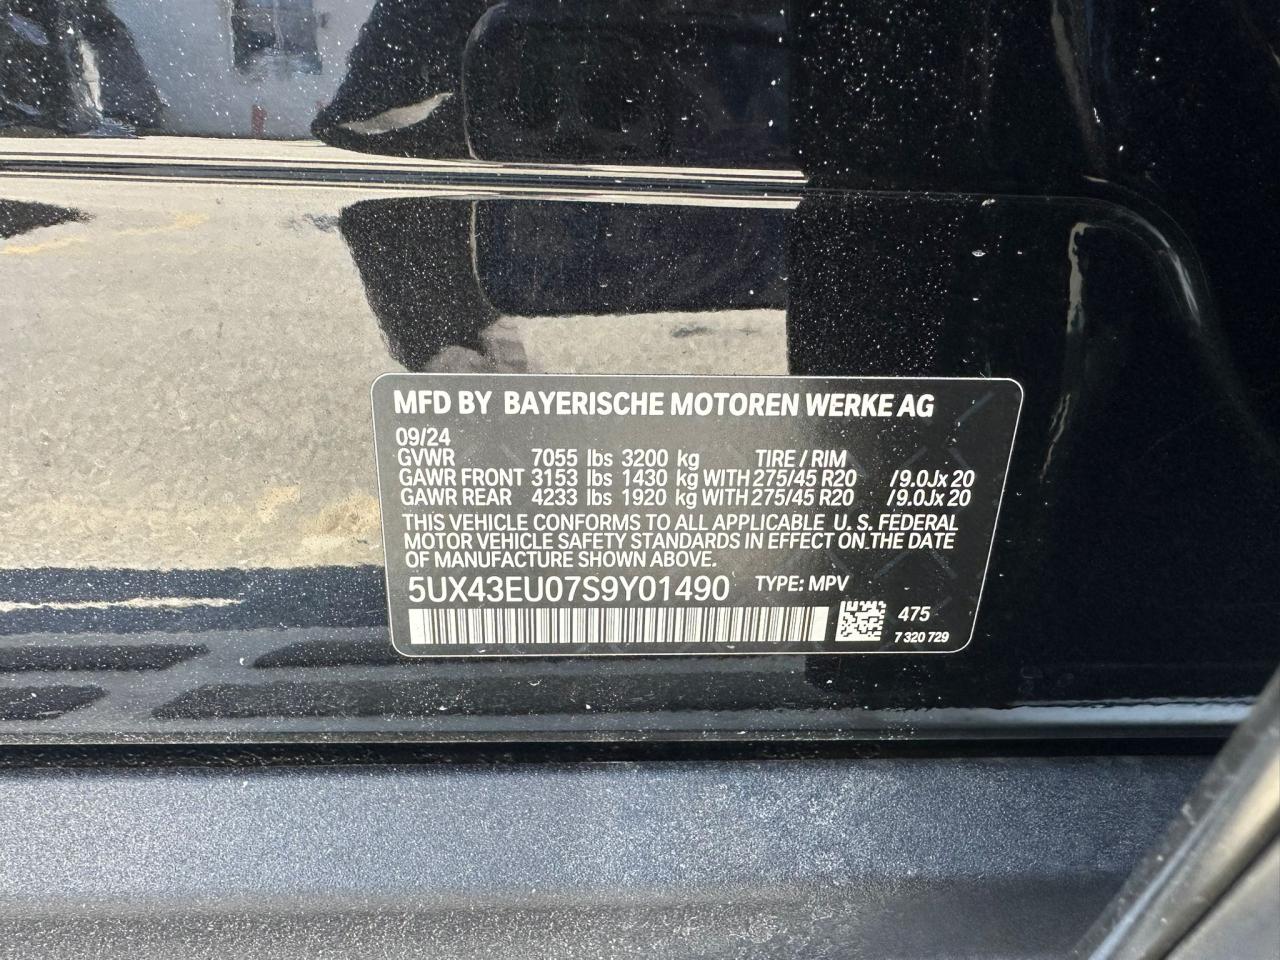 MFD BY BAYERISCHE MOTOREN WERKE AG
09/24
GVWR 7055 lbs 3200 kg TIRE / RIM
GAWR FRONT 3153 lbs 1430 kg WITH 275/45 R20 /9.0Jx 20
GAWR REAR 4233 lbs 1920 kg WITH 275/45 R20 /9.0Jx 20
THIS VEHICLE CONFORMS TO ALL APPLICABLE U. S. FEDERAL
MOTOR VEHICLE SAFETY STANDARDS IN EFFECT ON THE DATE
OF MANUFACTURE SHOWN ABOVE.
5UX43EU07S9Y01490 TYPE: MPV
475
7 320 729